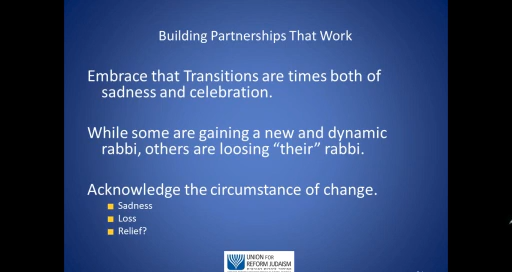 Building Partnerships That Work
Embrace that Transitions are times both of
sadness and celebration.
While some are gaining a new and dynamic
rabbi, others are loosing “their” rabbi.
Acknowledge the circumstance of change.
Sadness
Loss
Relief?
UNION FOR
REFORM JUDAISM